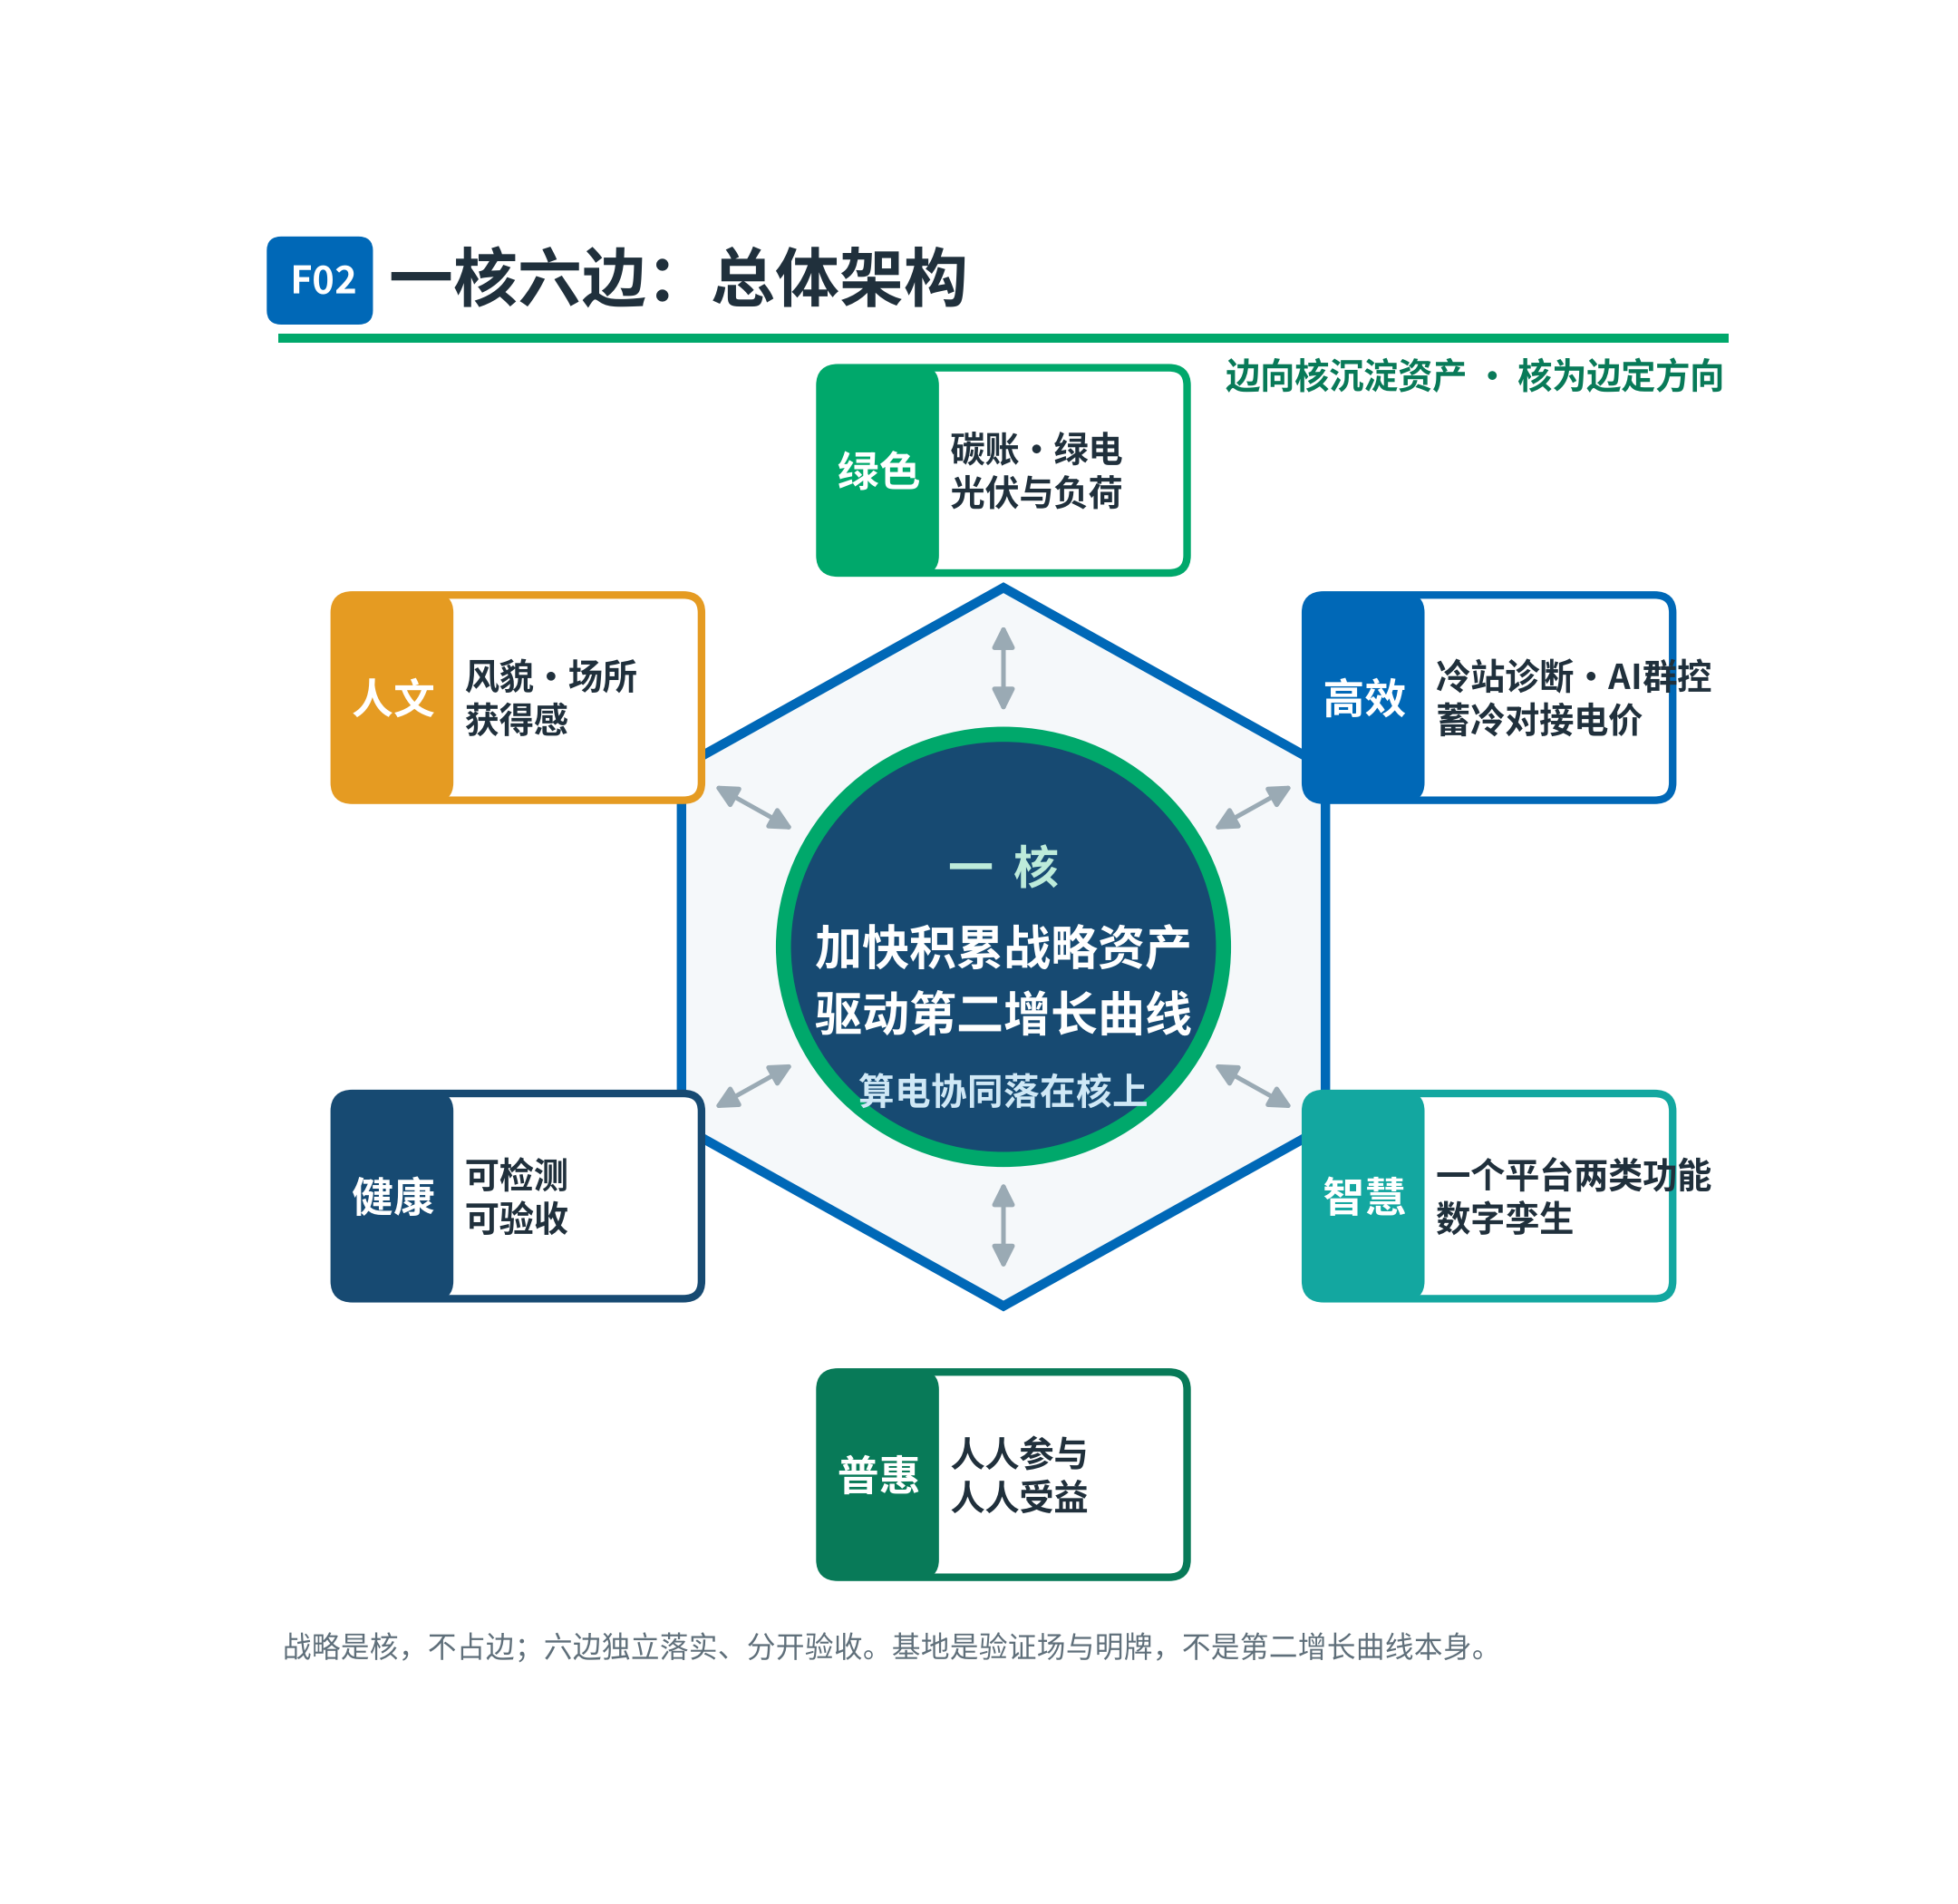 F02
一核六边：总体架构
边向核沉淀资产 · 核为边定方向
绿色
碳账·绿电
光伏与负荷
人文
风貌·场所
获得感
高效
冷站诊断·AI群控
蓄冷对接电价
一 核
加快积累战略资产
驱动第二增长曲线
算电协同落在核上
健康
可检测
可验收
智慧
一个平台两类功能
数字孪生
普惠
人人参与
人人受益
战略是核，不占边；六边独立落实、分开验收。基地是验证场与明牌，不是第二增长曲线本身。